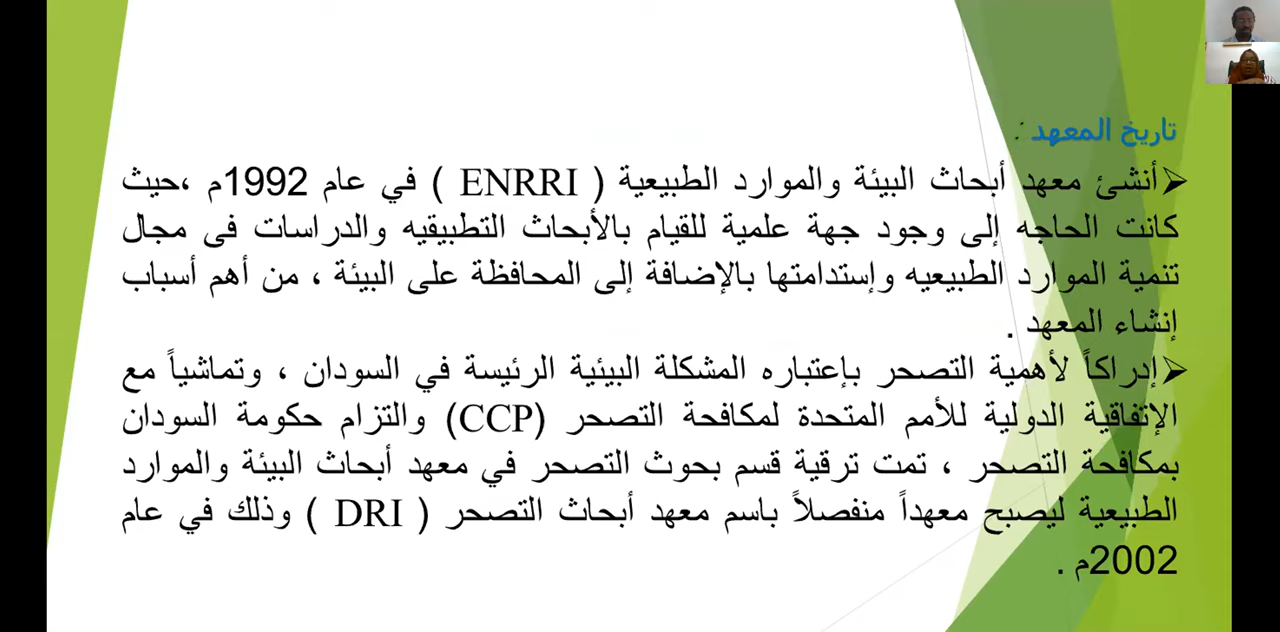 تاريخ المعهد :
أنشئ معهد أبحاث البيئة والموارد الطبيعية ( ENRRI ) في عام 1992م ،حيث
كانت الحاجه إلى وجود جهة علمية للقيام بالأبحاث التطبيقيه والدراسات فى مجال
تنمية الموارد الطبيعيه وإستدامتها بالإضافة إلى المحافظة على البيئة ، من أهم أسباب
إنشاء المعهد .
إدراكاً لأهمية التصحر بإعتباره المشكلة البيئية الرئيسة في السودان ، وتماشياً مع
الإتفاقية الدولية للأمم المتحدة لمكافحة التصحر (CCP) والتزام حكومة السودان
بمكافحة التصحر ، تمت ترقية قسم بحوث التصحر في معهد أبحاث البيئة والموارد
الطبيعية ليصبح معهداً منفصلاً باسم معهد أبحاث التصحر ( DRI ) وذلك في عام
2002م .